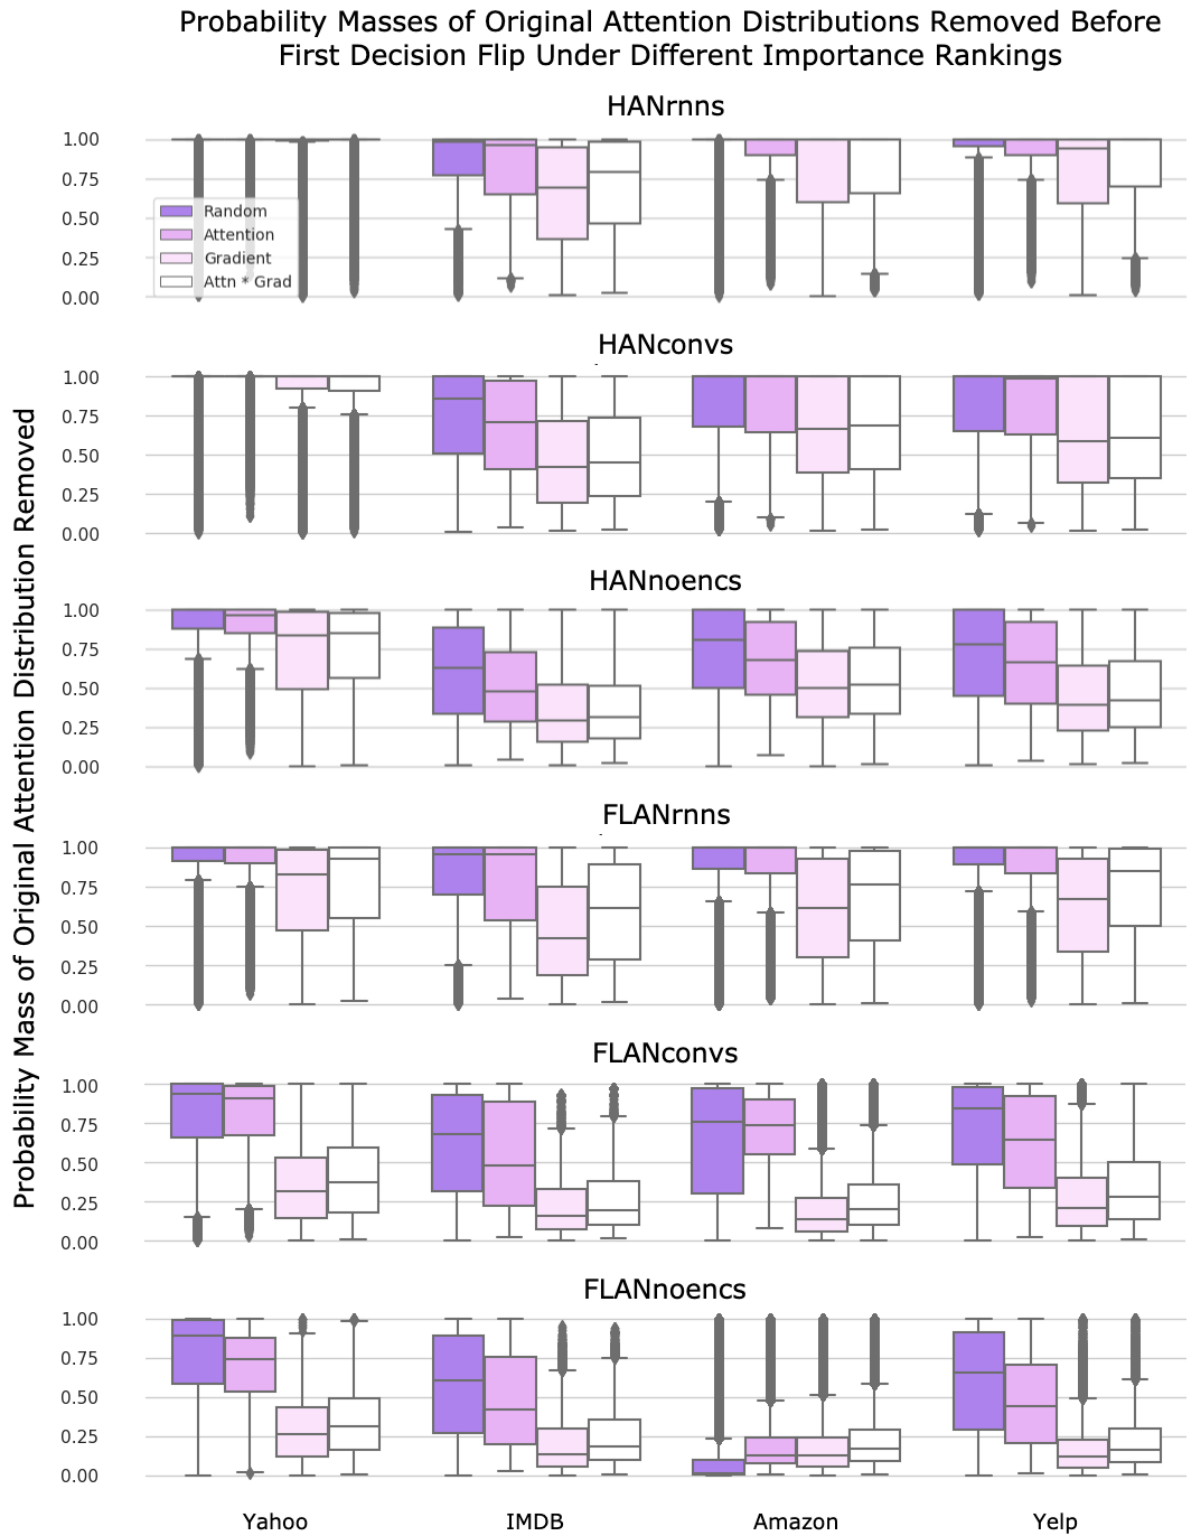 Probability Masses of Original Attention Distributions Removed Before
First Decision Flip Under Different Importance Rankings
Probability Mass of Original Attention Distribution Removed
HANrnns
1.00
0.75
0.50
0.25
0.00
Random
Attention
Gradient
Attn * Grad
HANconvs
1.00
0.75
0.50
0.25
0.00
HANnoencs
1.00
0.75
0.50
0.25
0.00
FLANrnns
1.00
0.75
0.50
0.25
0.00
FLANconvs
1.00
0.75
0.50
0.25
0.00
FLANnoencs
1.00
0.75
0.50
0.25
0.00
Yahoo IMDB Amazon Yelp